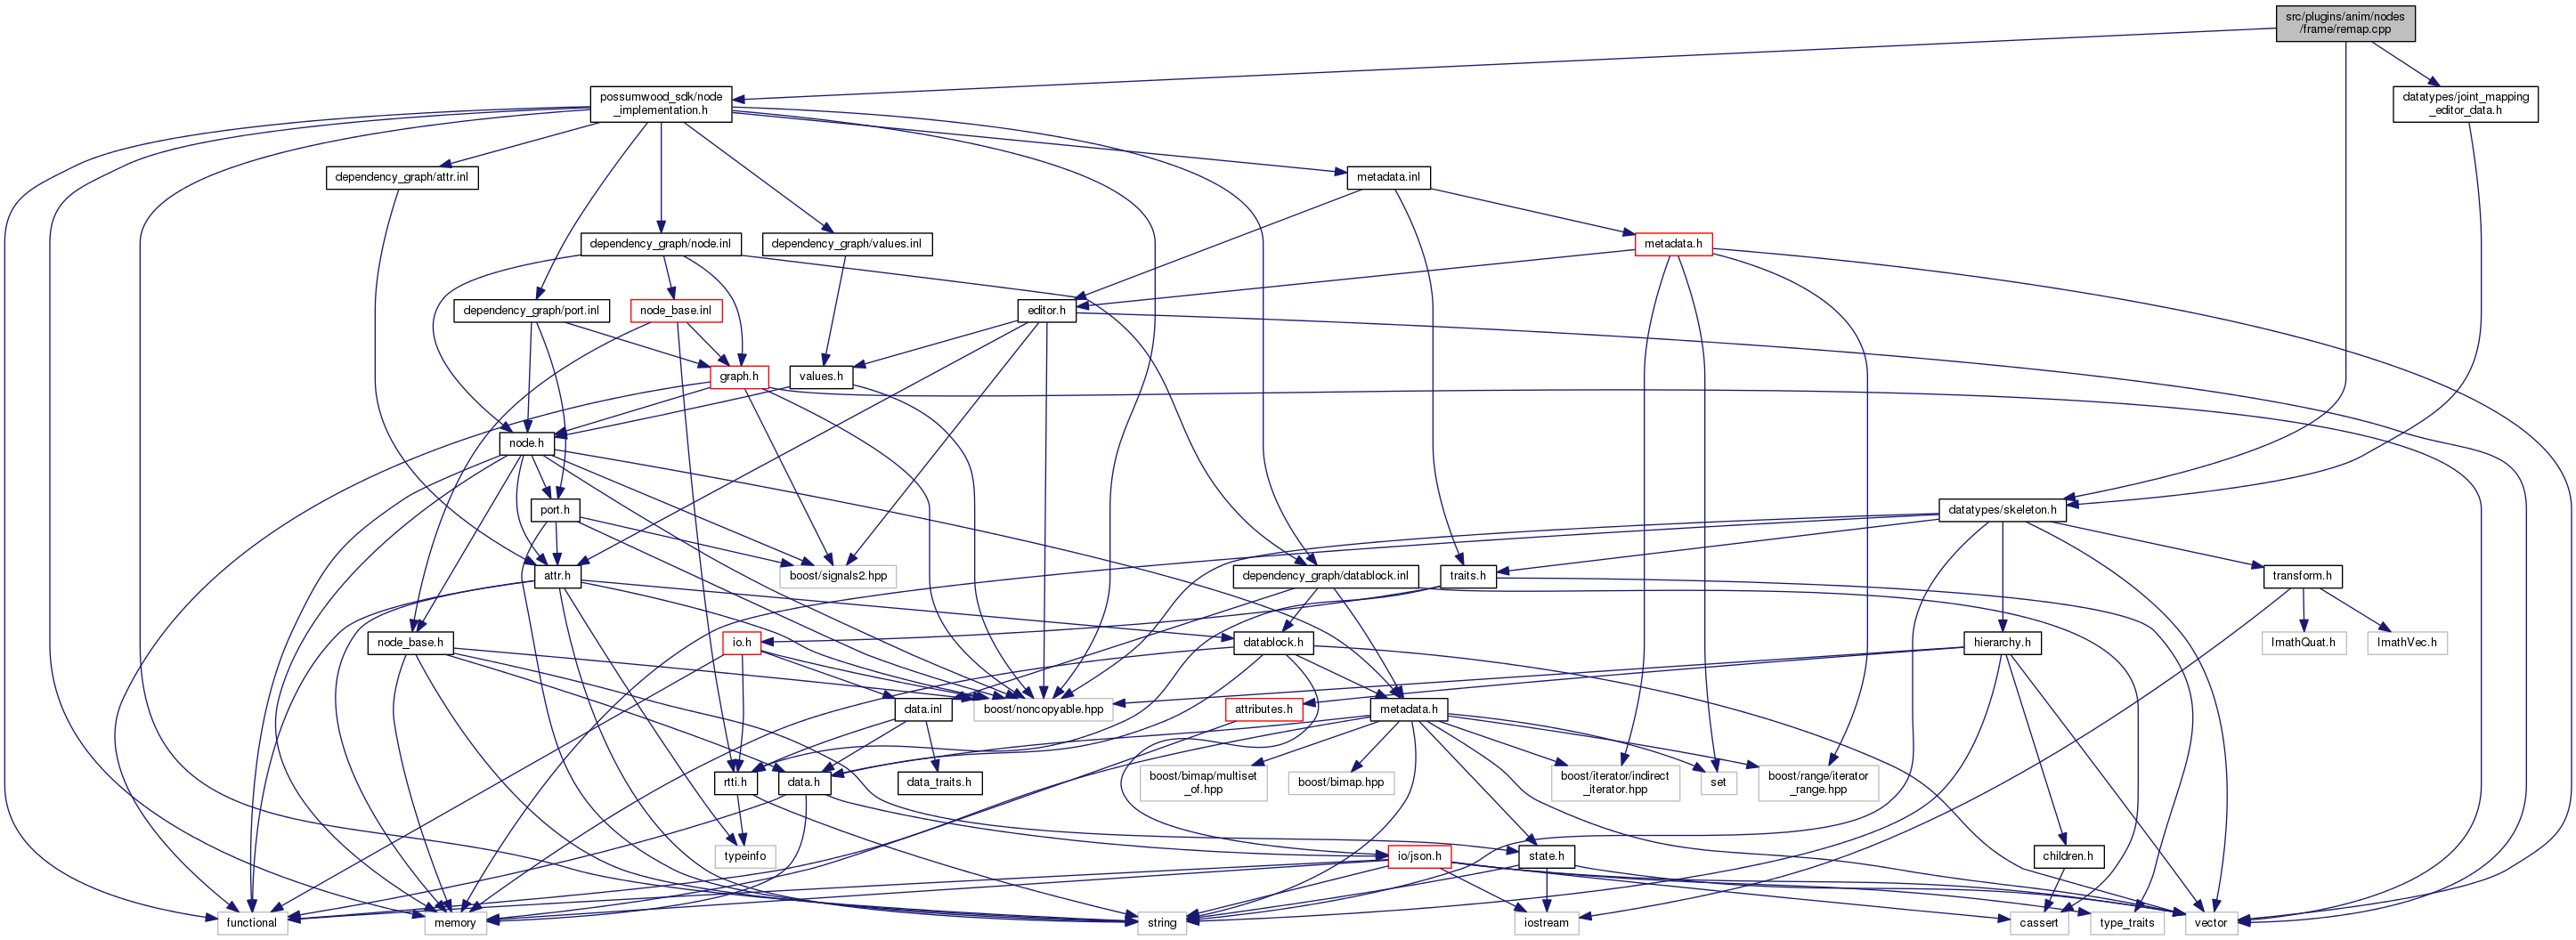 src/plugins/anim/nodes
/frame/remap.cpp
possumwood_sdk/node
_implementation.h
datatypes/joint_mapping
_editor_data.h
dependency_graph/attr.inl
metadata.inl
dependency_graph/node.inl
dependency_graph/values.inl
metadata.h
dependency_graph/port.inl
node_base.inl
editor.h
graph.h
values.h
node.h
port.h
datatypes/skeleton.h
attr.h
boost/signals2.hpp
dependency_graph/datablock.inl
traits.h
transform.h
node_base.h
io.h
datablock.h
hierarchy.h
ImathQuat.h
ImathVec.h
data.inl
boost/noncopyable.hpp
attributes.h
metadata.h
rtti.h
data.h
data_traits.h
boost/bimap/multiset
_of.hpp
boost/bimap.hpp
boost/iterator/indirect
_iterator.hpp
set
boost/range/iterator
_range.hpp
typeinfo
io/json.h
state.h
children.h
functional
memory
string
iostream
cassert
type_traits
vector